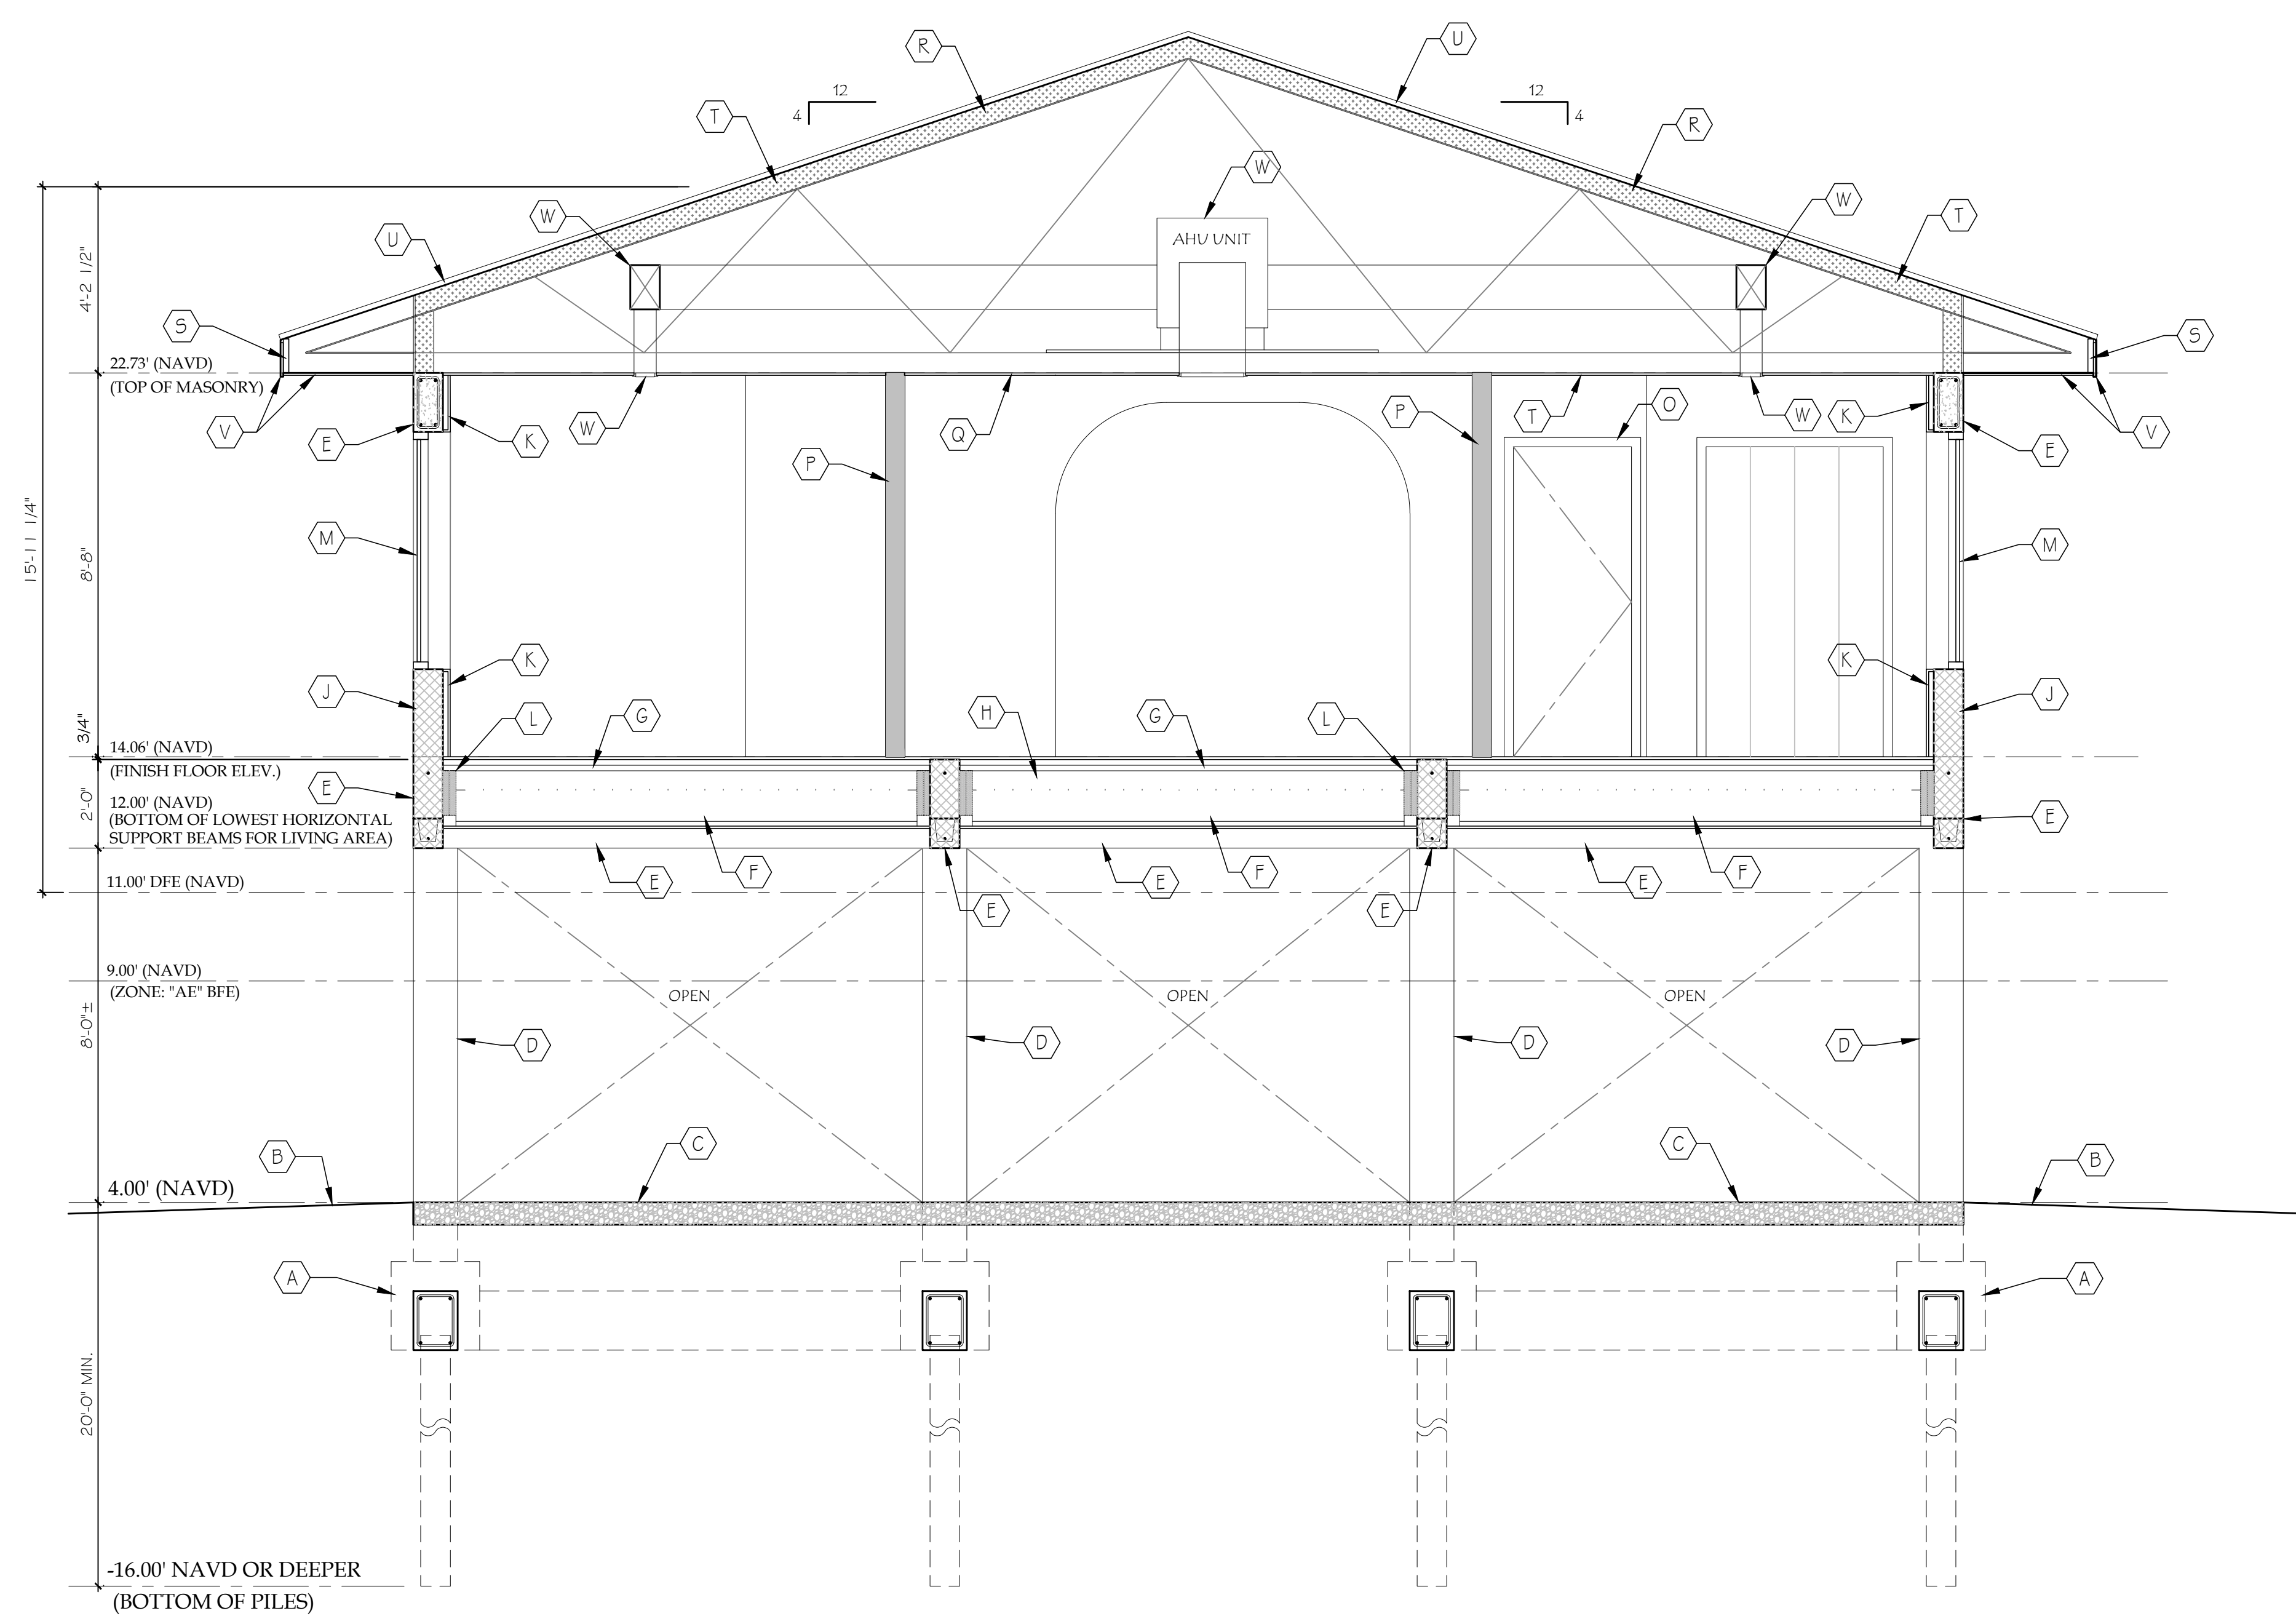 R
U
12
4
12
4
T
R
W
W
W
T
U
AHU UNIT
4'-2 1/2"
S
S
22.73' (NAVD)
(TOP OF MASONRY)
V
E
K
W
Q
P
T
O
W
K
E
V
P
15'-11 1/4"
8'-8"
M
M
K
K
J
J
L
G
H
G
L
3/4"
14.06' (NAVD)
(FINISH FLOOR ELEV.)
E
2'-0"
12.00' (NAVD)
(BOTTOM OF LOWEST HORIZONTAL
SUPPORT BEAMS FOR LIVING AREA)
E
E
F
E
F
E
F
11.00' DFE (NAVD)
E
E
9.00' (NAVD)
(ZONE: "AE" BFE)
OPEN
OPEN
OPEN
8'-0"±
D
D
D
D
B
C
C
B
4.00' (NAVD)
A
A
20'-0" MIN.
-16.00' NAVD OR DEEPER
(BOTTOM OF PILES)